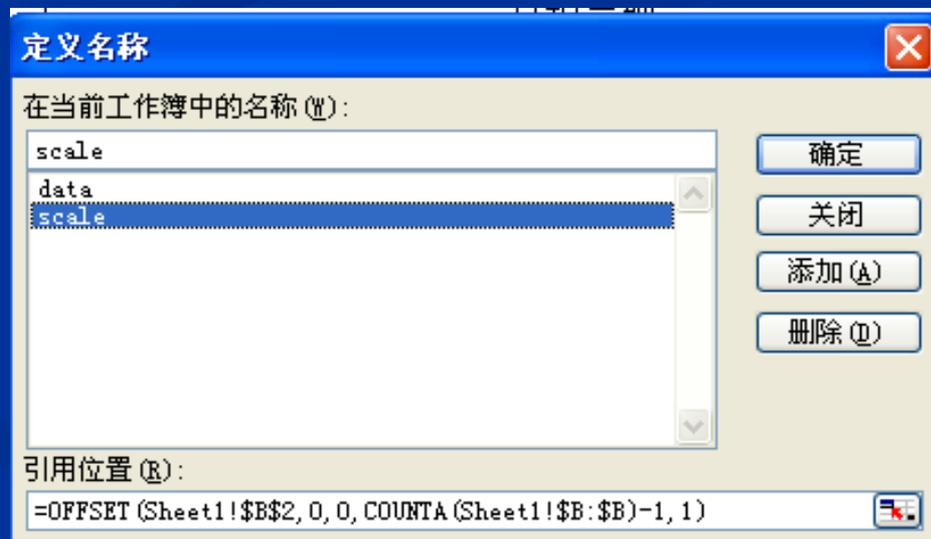 定义名称
在当前工作簿中的名称(W):
scale
data
scale
确定
关闭
添加(A)
删除(D)
引用位置(R):
=OFFSET(Sheet1!$B$2,0,0,COUNTA(Sheet1!$B:$B)-1,1)